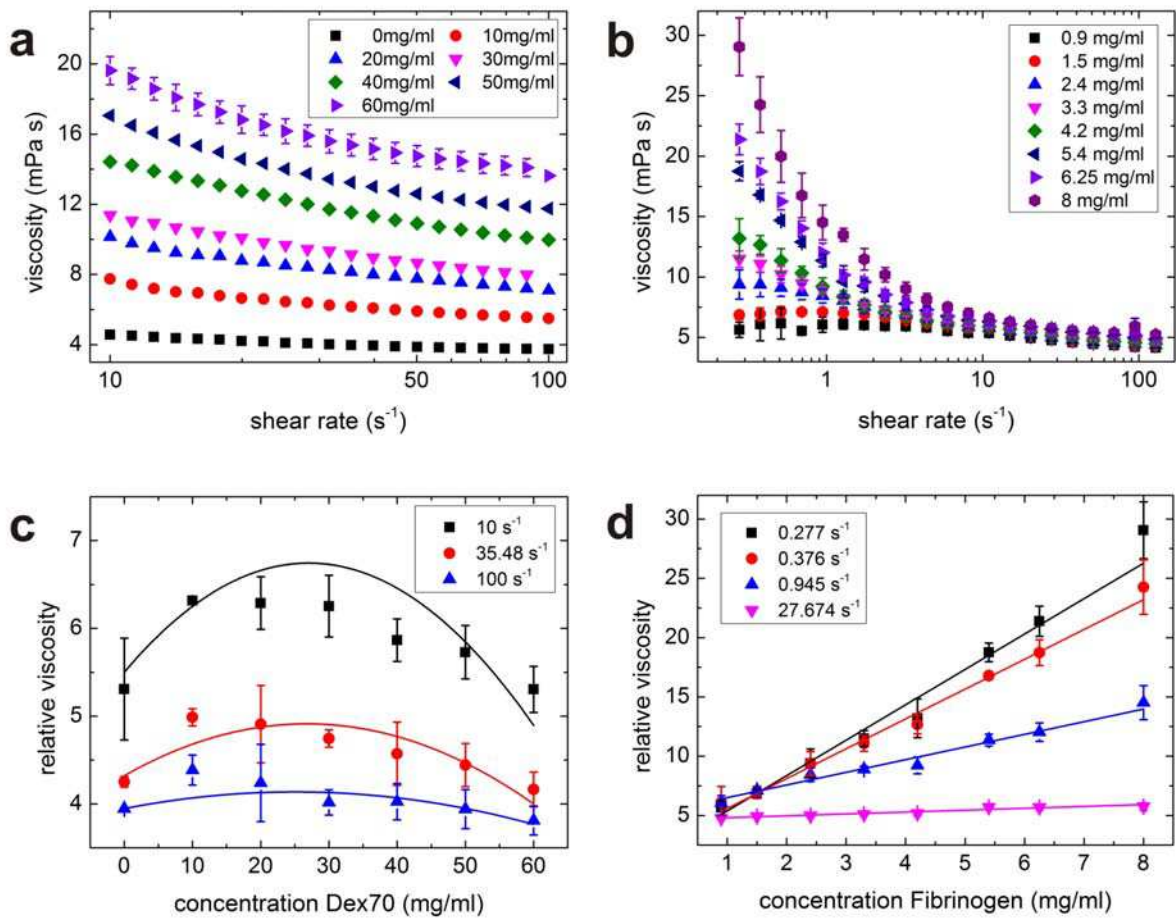 a
0mg/ml 10mg/ml
20mg/ml 30mg/ml
40mg/ml 50mg/ml
60mg/ml
20
16
12
8
4
viscosity (mPa s)
10 50 100
shear rate (s⁻¹)
b
0.9 mg/ml
1.5 mg/ml
2.4 mg/ml
3.3 mg/ml
4.2 mg/ml
5.4 mg/ml
6.25 mg/ml
8 mg/ml
30
25
20
15
10
5
viscosity (mPa s)
1 10 100
shear rate (s⁻¹)
c
10 s⁻¹
35.48 s⁻¹
100 s⁻¹
7
6
5
4
relative viscosity
0 10 20 30 40 50 60
concentration Dex70 (mg/ml)
d
0.277 s⁻¹
0.376 s⁻¹
0.945 s⁻¹
27.674 s⁻¹
30
25
20
15
10
5
relative viscosity
1 2 3 4 5 6 7 8
concentration Fibrinogen (mg/ml)